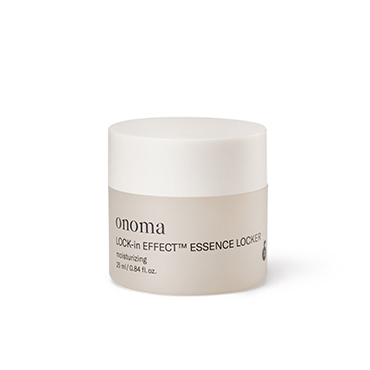 onoma
LOCK-in EFFECT™ ESSENCE LOCKER
moisturizing
25 ml / 0.84 fl. oz.